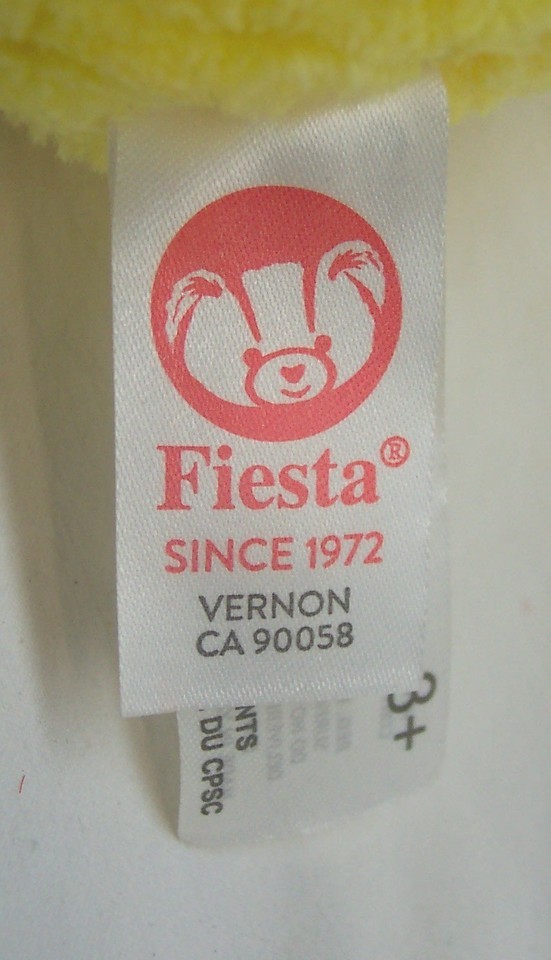 Fiesta®
SINCE 1972
VERNON
CA 90058
3+
NTS
DU CPSC